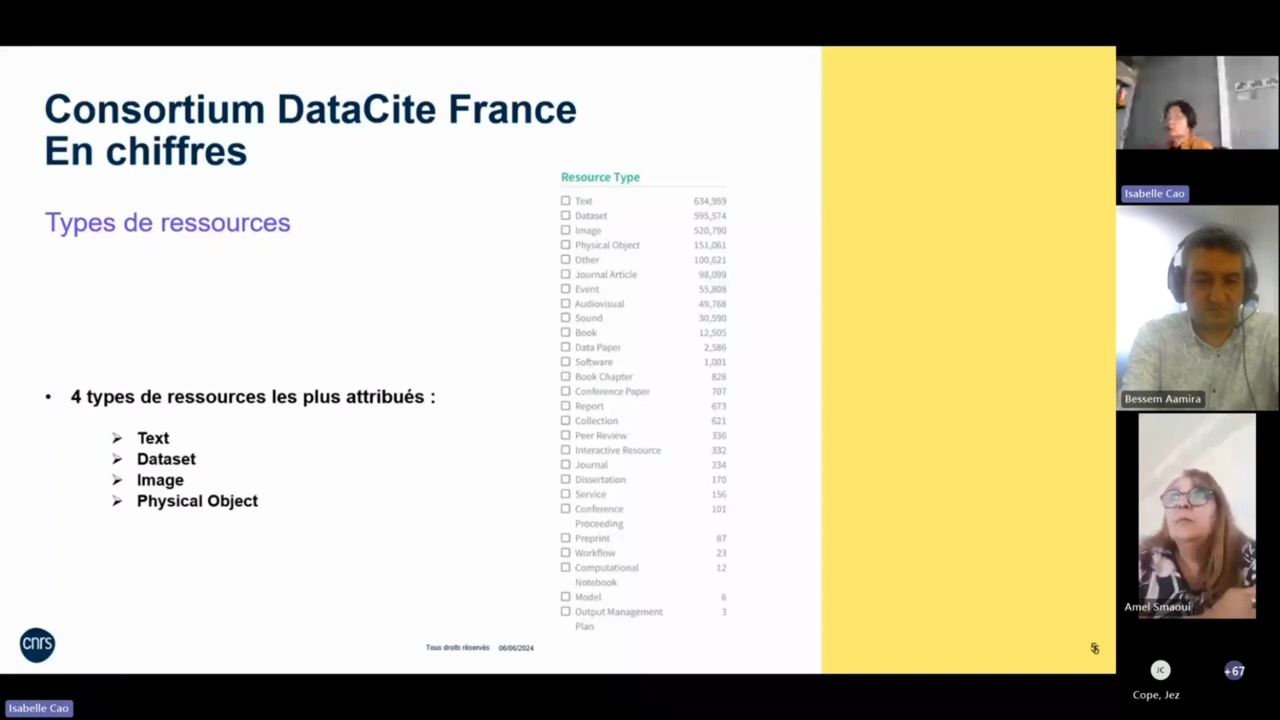 Consortium DataCite France
En chiffres
Types de ressources
• 4 types de ressources les plus attribués :
➢ Text
➢ Dataset
➢ Image
➢ Physical Object
Resource Type
Text 634,959
Dataset 595,574
Image 520,790
Physical Object 151,061
Other 100,621
Journal Article 98,099
Event 55,808
Audiovisual 49,768
Sound 30,590
Book 12,505
Data Paper 2,586
Software 1,001
Book Chapter 828
Conference Paper 707
Report 673
Collection 621
Peer Review 336
Interactive Resource 332
Journal 234
Dissertation 170
Service 156
Conference 101
Proceeding
Preprint 87
Workflow 23
Computational 12
Notebook
Model 6
Output Management 3
Plan
cnrs
Tous droits réservés 06/06/2024
Isabelle Cao
Bessem Aamira
Amel Smaoui
JC
Cope, Jez
+67
Isabelle Cao